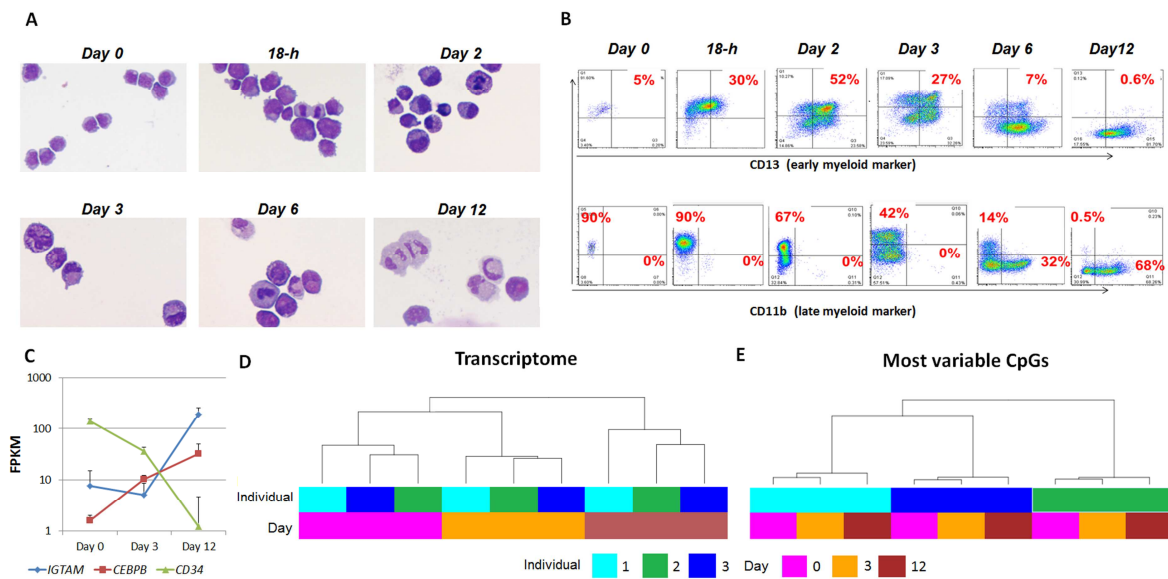 A
Day 0
18-h
Day 2
Day 3
Day 6
Day 12
B
Day 0
18-h
Day 2
Day 3
Day 6
Day12
5%
30%
52%
27%
7%
0.6%
CD13 (early myeloid marker)
90%
90%
67%
42%
14%
0.5%
0%
0%
0%
0%
32%
68%
CD11b (late myeloid marker)
C
FPKM
1000
100
10
1
Day 0
Day 3
Day 12
IGTAM
CEBPB
CD34
D
Transcriptome
Individual
Day
E
Most variable CpGs
Individual
1
2
3
Day
0
3
12